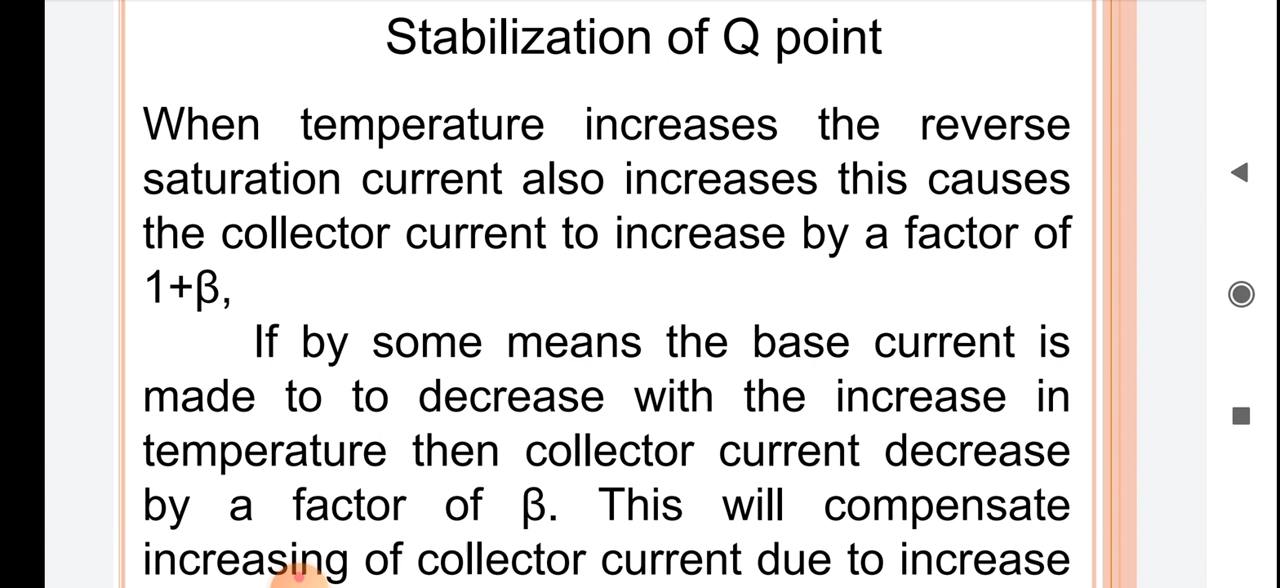 Stabilization of Q point
When temperature increases the reverse
saturation current also increases this causes
the collector current to increase by a factor of
1+β,
If by some means the base current is
made to to decrease with the increase in
temperature then collector current decrease
by a factor of β. This will compensate
increasing of collector current due to increase